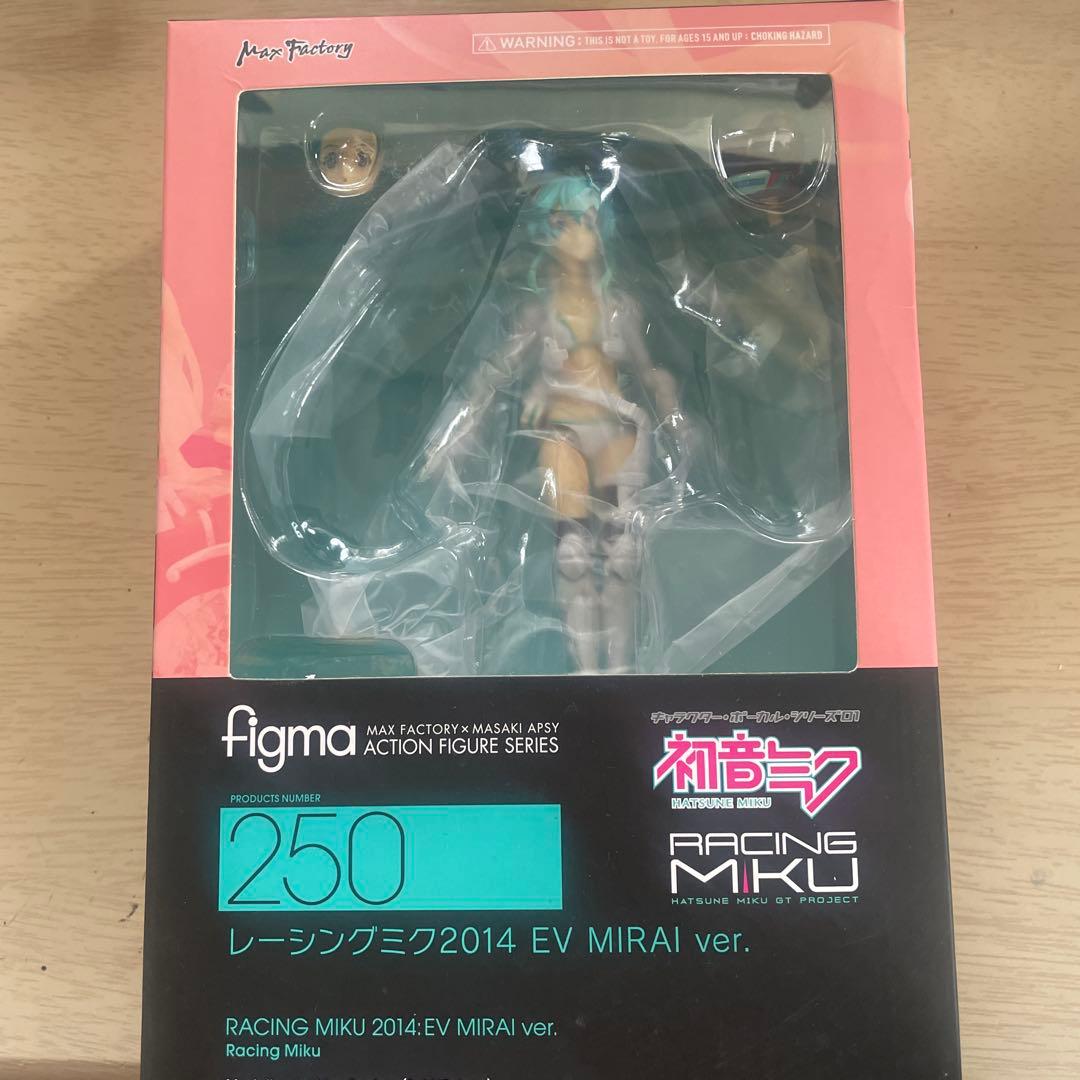 Max Factory
WARNING : THIS IS NOT A TOY. FOR AGES 15 AND UP : CHOKING HAZARD
figma
MAX FACTORY × MASAKI APSY
ACTION FIGURE SERIES
キャラクター・ボーカル・シリーズ01
初音ミク
HATSUNE MIKU
PRODUCTS NUMBER
250
RACING
MIKU
HATSUNE MIKU GT PROJECT
レーシングミク2014 EV MIRAI ver.
RACING MIKU 2014: EV MIRAI ver.
Racing Miku